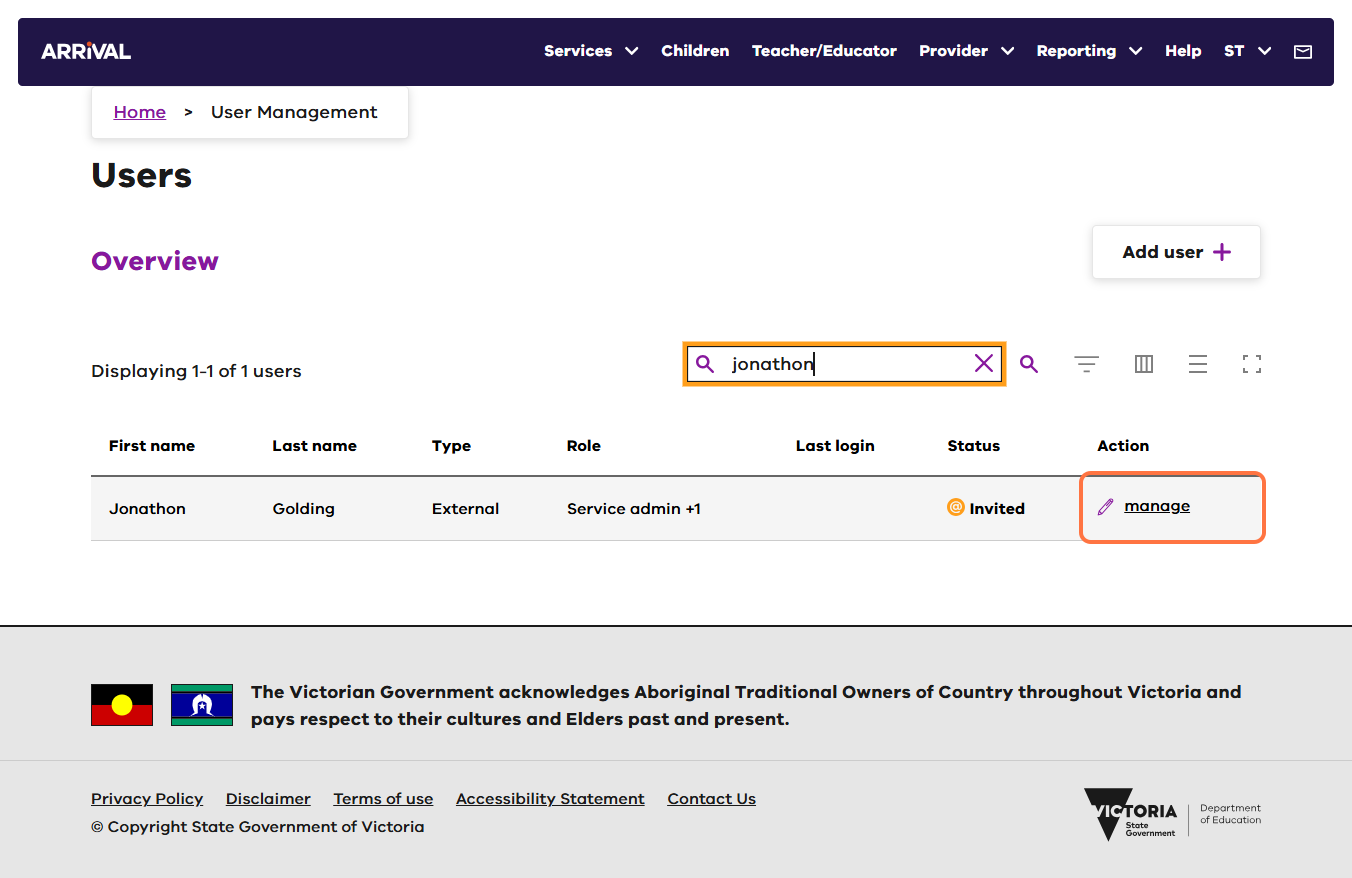 ARRiVAL Services Children Teacher/Educator Provider Reporting Help ST
Home > User Management
Users
Overview
Add user
Displaying 1-1 of 1 users
jonathon
First name Last name Type Role Last login Status Action
Jonathon Golding External Service admin +1 @ Invited manage
The Victorian Government acknowledges Aboriginal Traditional Owners of Country throughout Victoria and
pays respect to their cultures and Elders past and present.
Privacy Policy Disclaimer Terms of use Accessibility Statement Contact Us
© Copyright State Government of Victoria
VICTORIA
State
Government
Department
of Education